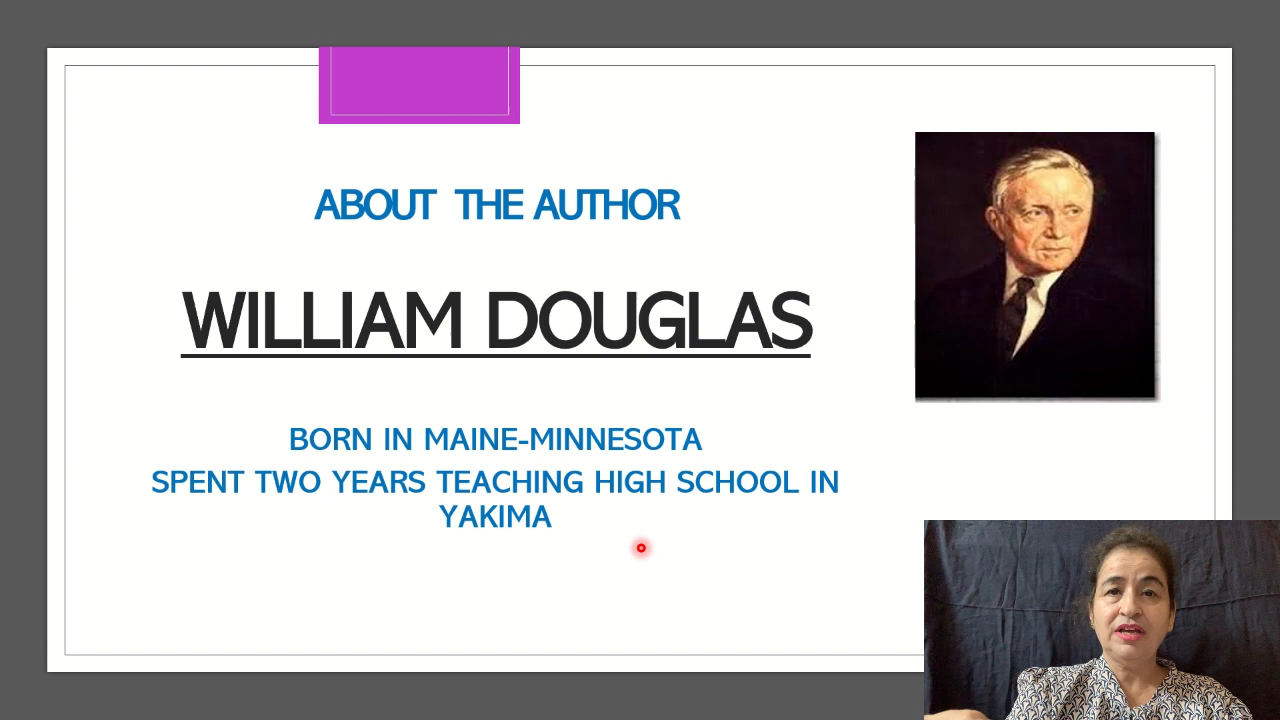 ABOUT THE AUTHOR
WILLIAM DOUGLAS
BORN IN MAINE-MINNESOTA
SPENT TWO YEARS TEACHING HIGH SCHOOL IN
YAKIMA